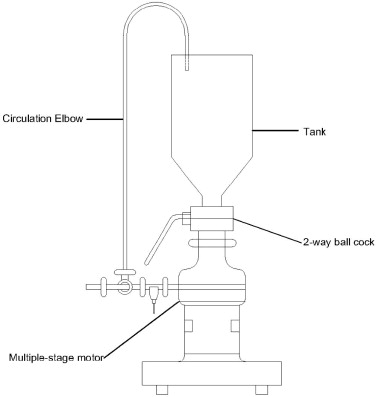 Circulation Elbow
Tank
2-way ball cock
Multiple-stage motor